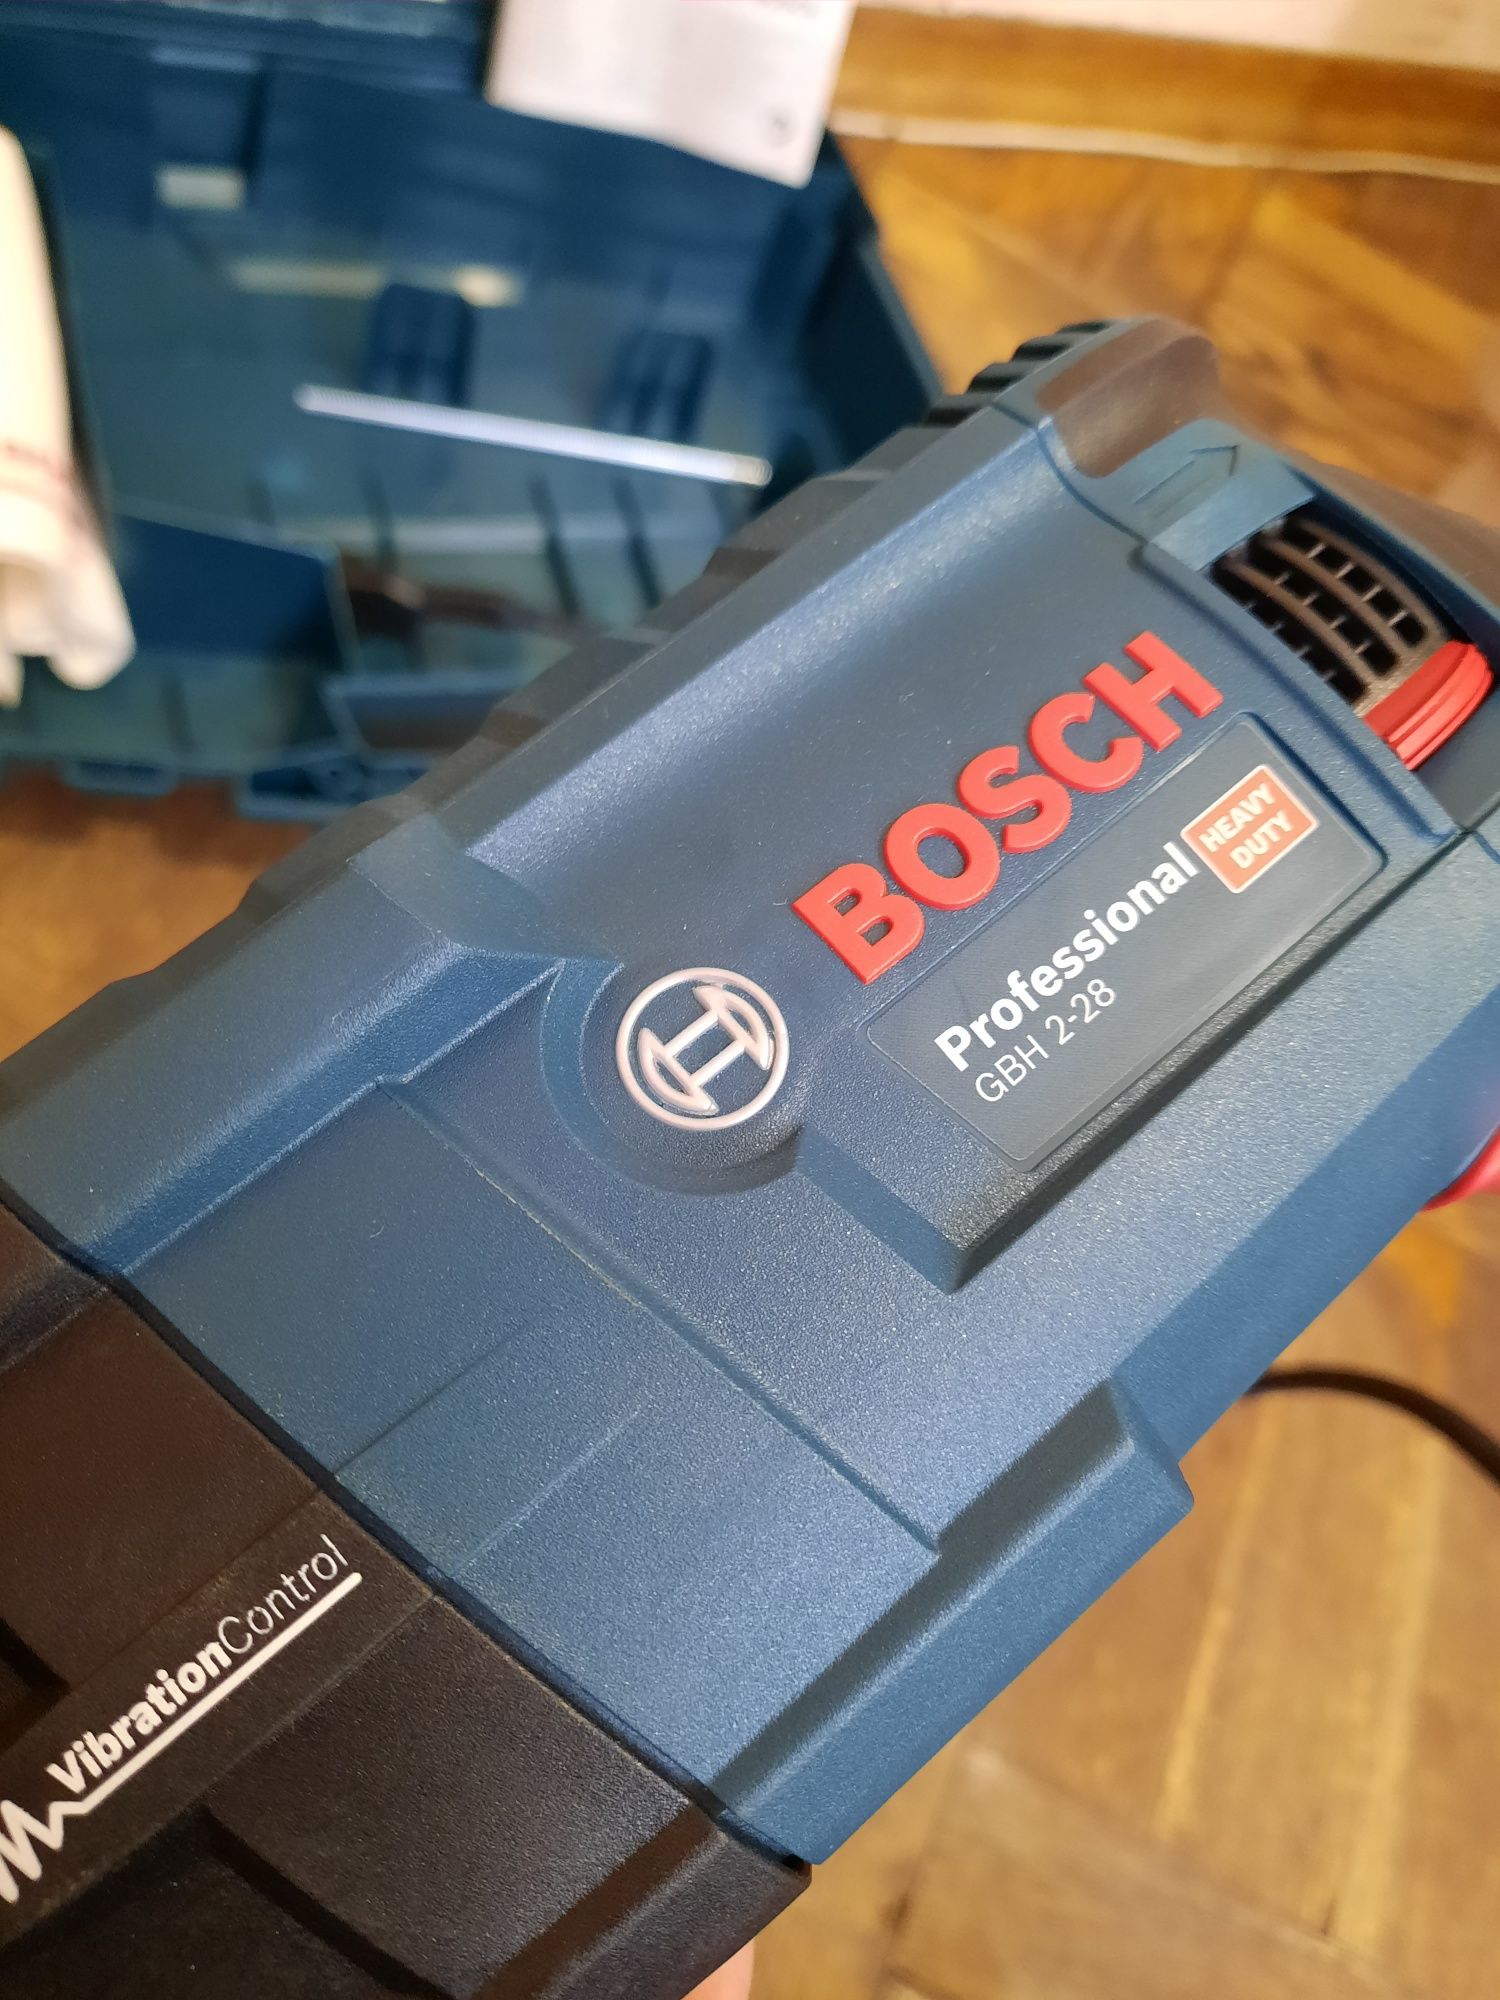 BOSCH
Professional
HEAVY
DUTY
GBH 2-28
VibrationControl